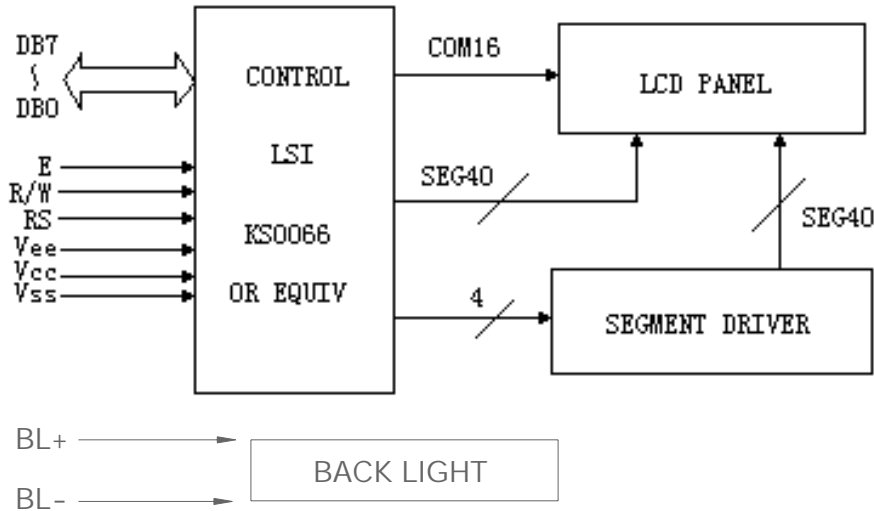 DB7
~
DB0
E
R/W
RS
Vee
Vcc
Vss
CONTROL
LSI
KS0066
OR EQUIV
COM16
SEG40
4
LCD PANEL
SEG40
SEGMENT DRIVER
BL+
BL-
BACK LIGHT